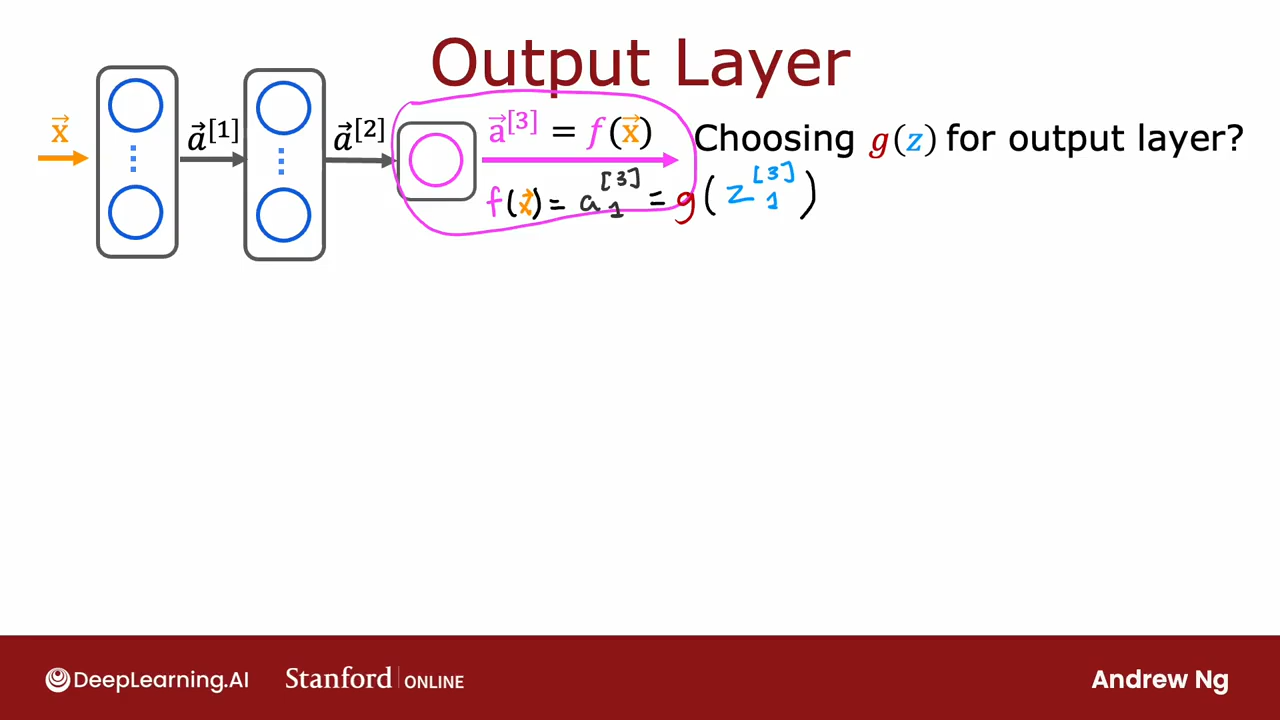 Output Layer
x⃗
a⃗[1]
a⃗[2]
a⃗[3] = f(x⃗)
Choosing g(z) for output layer?
f(x⃗) = a₁[3] = g(z₁[3])
DeepLearning.AI
Stanford | ONLINE
Andrew Ng